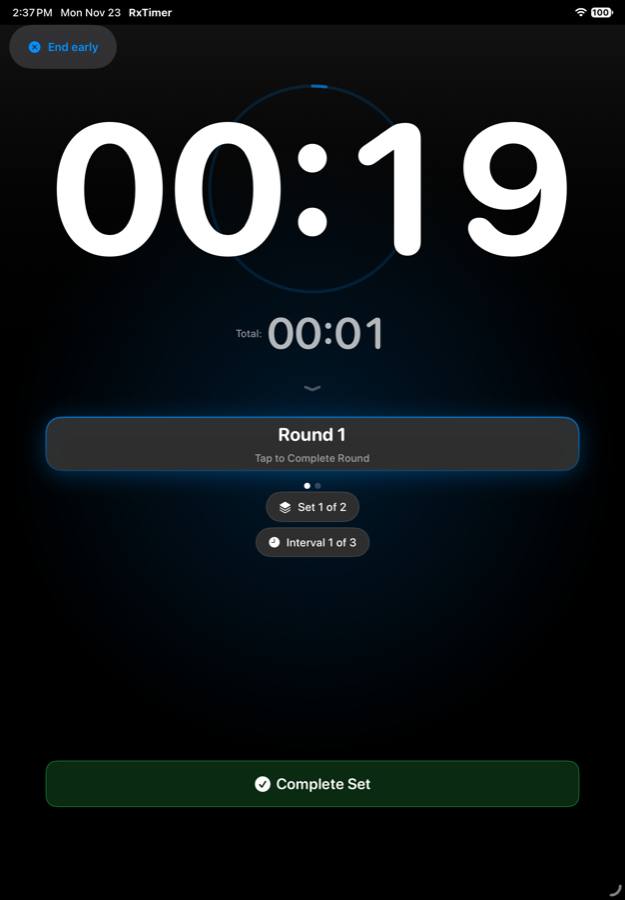 2:37 PM Mon Nov 23 RxTimer
100
End early
00:19
Total: 00:01
Round 1
Tap to Complete Round
Set 1 of 2
Interval 1 of 3
Complete Set